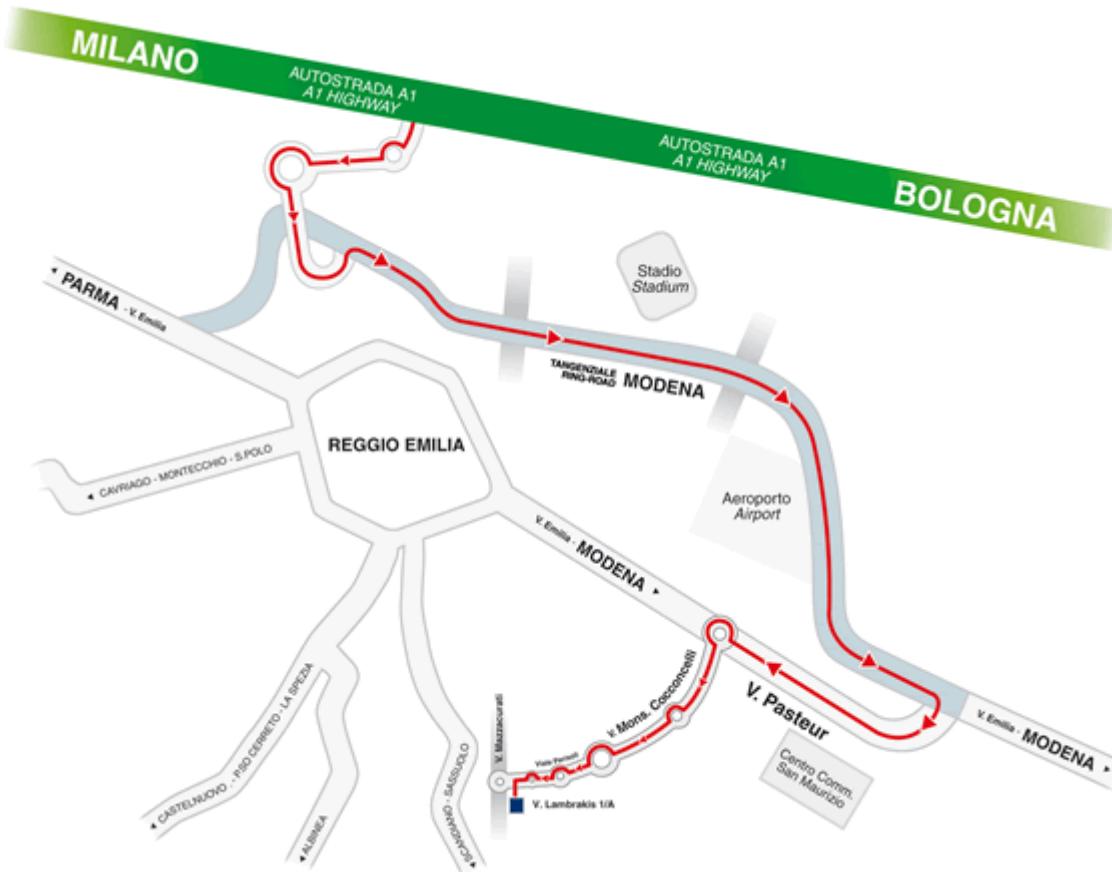 MILANO
AUTOSTRADA A1
A1 HIGHWAY
AUTOSTRADA A1
A1 HIGHWAY
BOLOGNA
Stadio
Stadium
PARMA - V. Emilia
TANGENZIALE
RING-ROAD
MODENA
REGGIO EMILIA
CAVRIAGO - MONTECCHIO - S.POLO
Aeroporto
Airport
V. Emilia - MODENA
V. Mons. Cocconcelli
V. Pasteur
V. Emilia - MODENA
Centro Comm.
San Maurizio
V. Mazzacurati
V. Lambrakis 1/A
CASTELNUOVO . - P.SO CERRETO - LA SPEZIA
ALBINEA
SCANDIANO - SASSUOLO